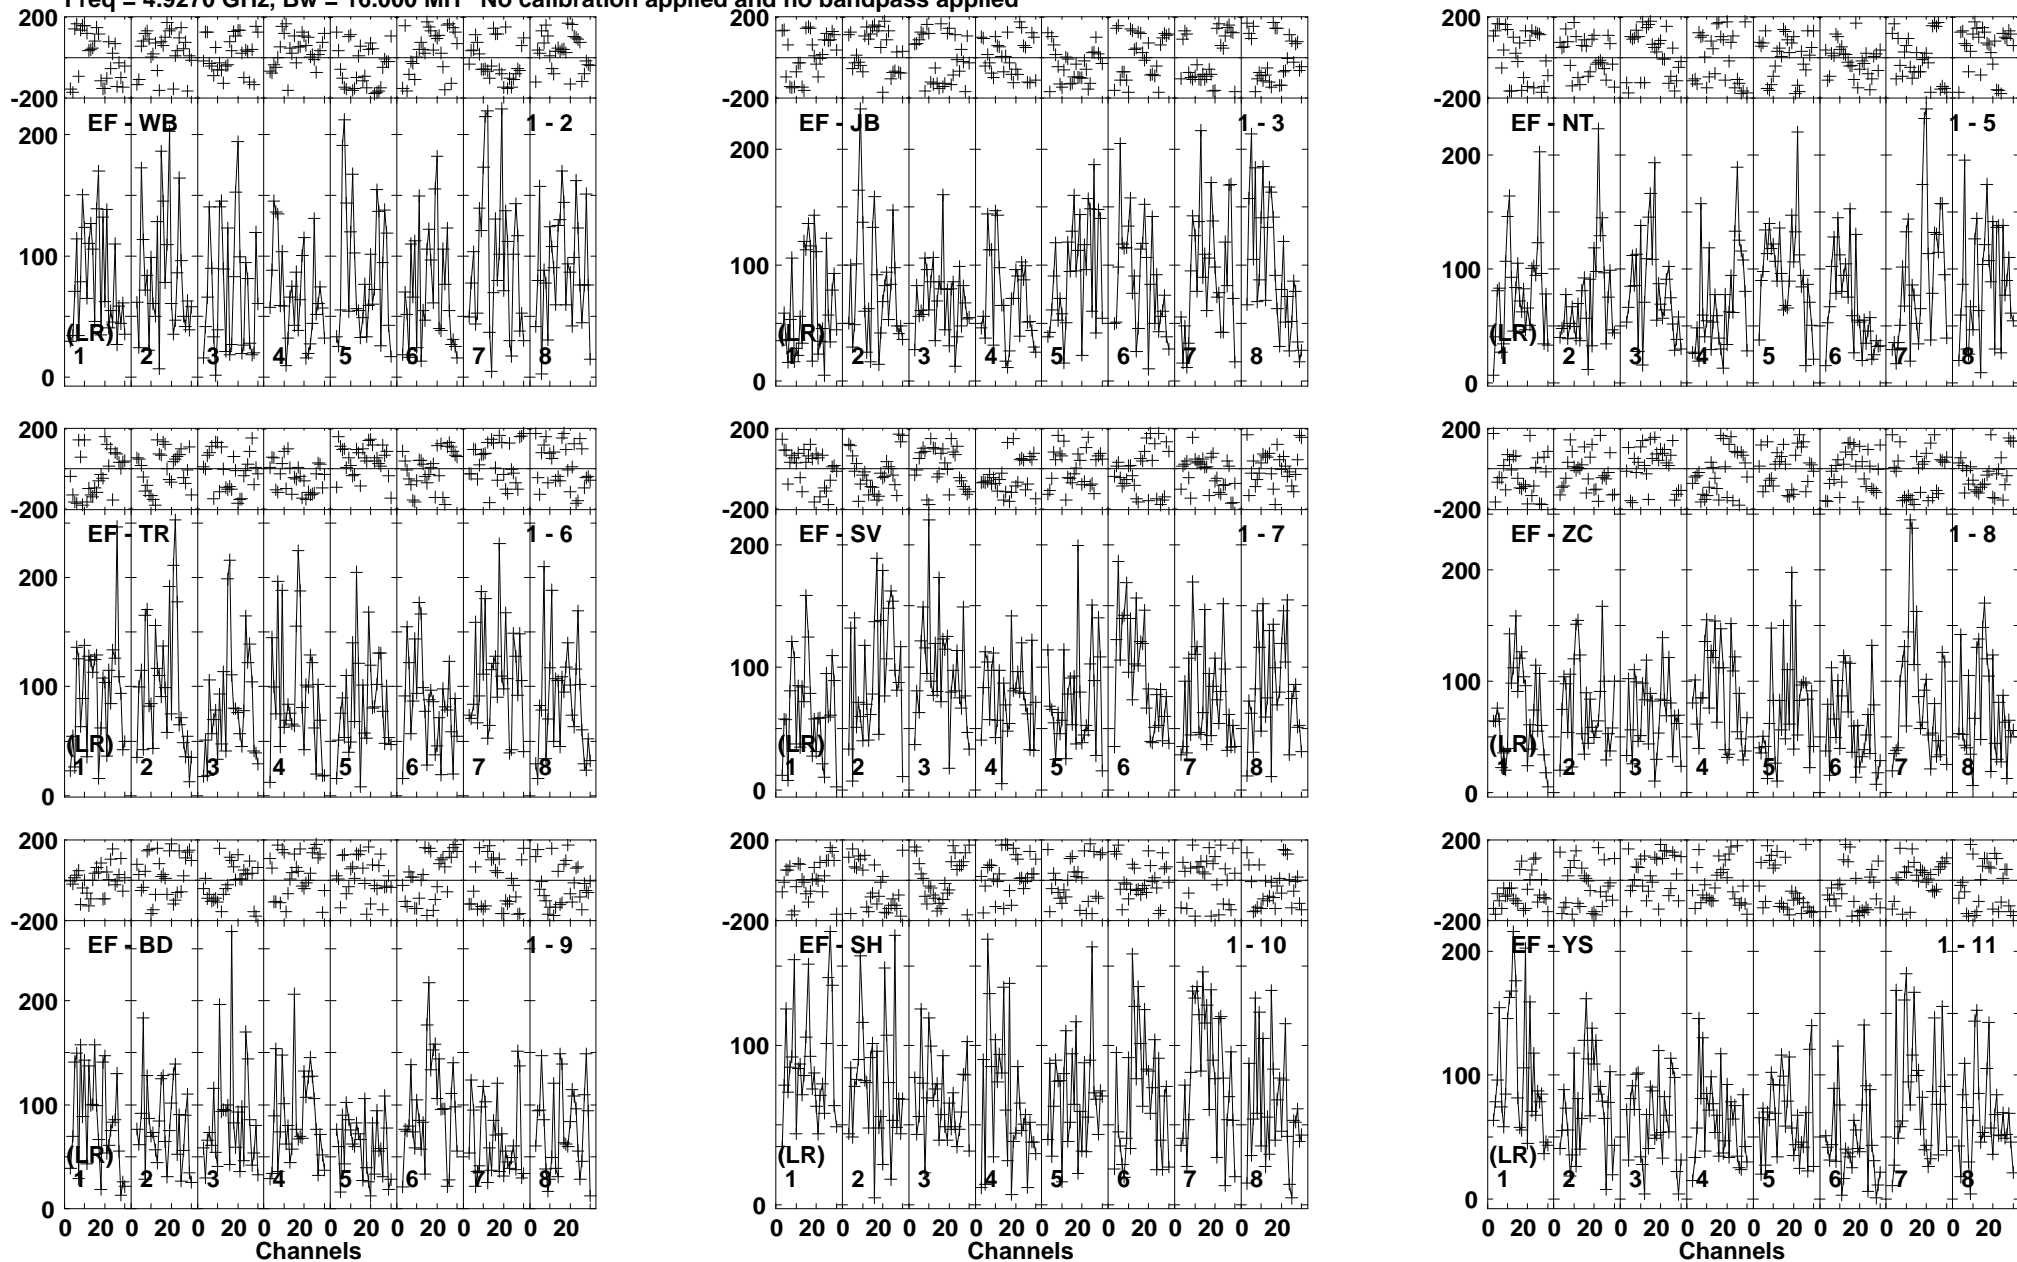 Freq = 4.9270 GHz, Bw = 16.000 MH No calibration applied and no bandpass applied
200 200 200
-200 -200 -200
EF - WB 1 - 2 EF - JB 1 - 3 EF - NT 1 - 5
200 200 200
100 100 100
(LR) (LR) (LR)
1 2 3 4 5 6 7 8 1 2 3 4 5 6 7 8 1 2 3 4 5 6 7 8
0 0 0
200 200 200
-200 -200 -200
EF - TR 1 - 6 EF - SV 1 - 7 EF - ZC 1 - 8
200 200 200
100 100 100
(LR) (LR) (LR)
1 2 3 4 5 6 7 8 1 2 3 4 5 6 7 8 1 2 3 4 5 6 7 8
0 0 0
200 200 200
-200 -200 -200
EF - BD 1 - 9 EF - SH 1 - 10 EF - YS 1 - 11
200 100 200
100 100
(LR) (LR) (LR)
1 2 3 4 5 6 7 8 1 2 3 4 5 6 7 8 1 2 3 4 5 6 7 8
0 0 0
0 20 0 20 0 20 0 20 0 20 0 20 0 20 0 20 0 20 0 20 0 20 0 20 0 20 0 20 0 20 0 20 0 20 0 20 0 20 0 20 0 20 0 20 0 20 0 20
Channels Channels